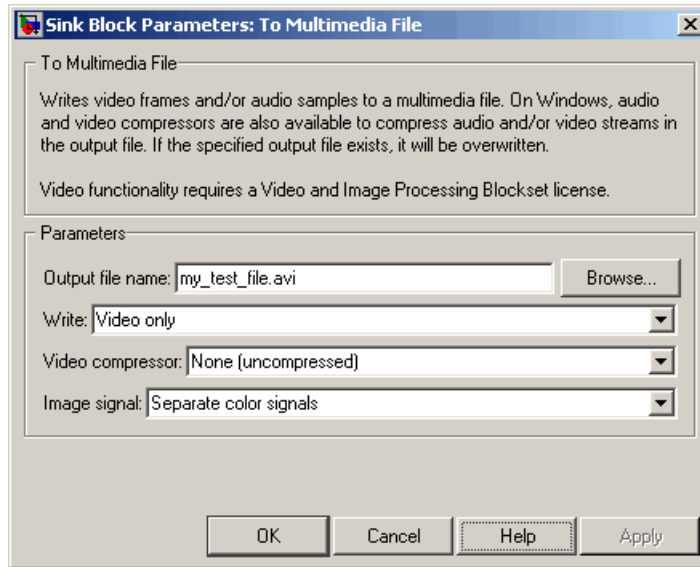 Sink Block Parameters: To Multimedia File
To Multimedia File
Writes video frames and/or audio samples to a multimedia file. On Windows, audio
and video compressors are also available to compress audio and/or video streams in
the output file. If the specified output file exists, it will be overwritten.
Video functionality requires a Video and Image Processing Blockset license.
Parameters
Output file name: my_test_file.avi Browse...
Write: Video only
Video compressor: None (uncompressed)
Image signal: Separate color signals
OK Cancel Help Apply